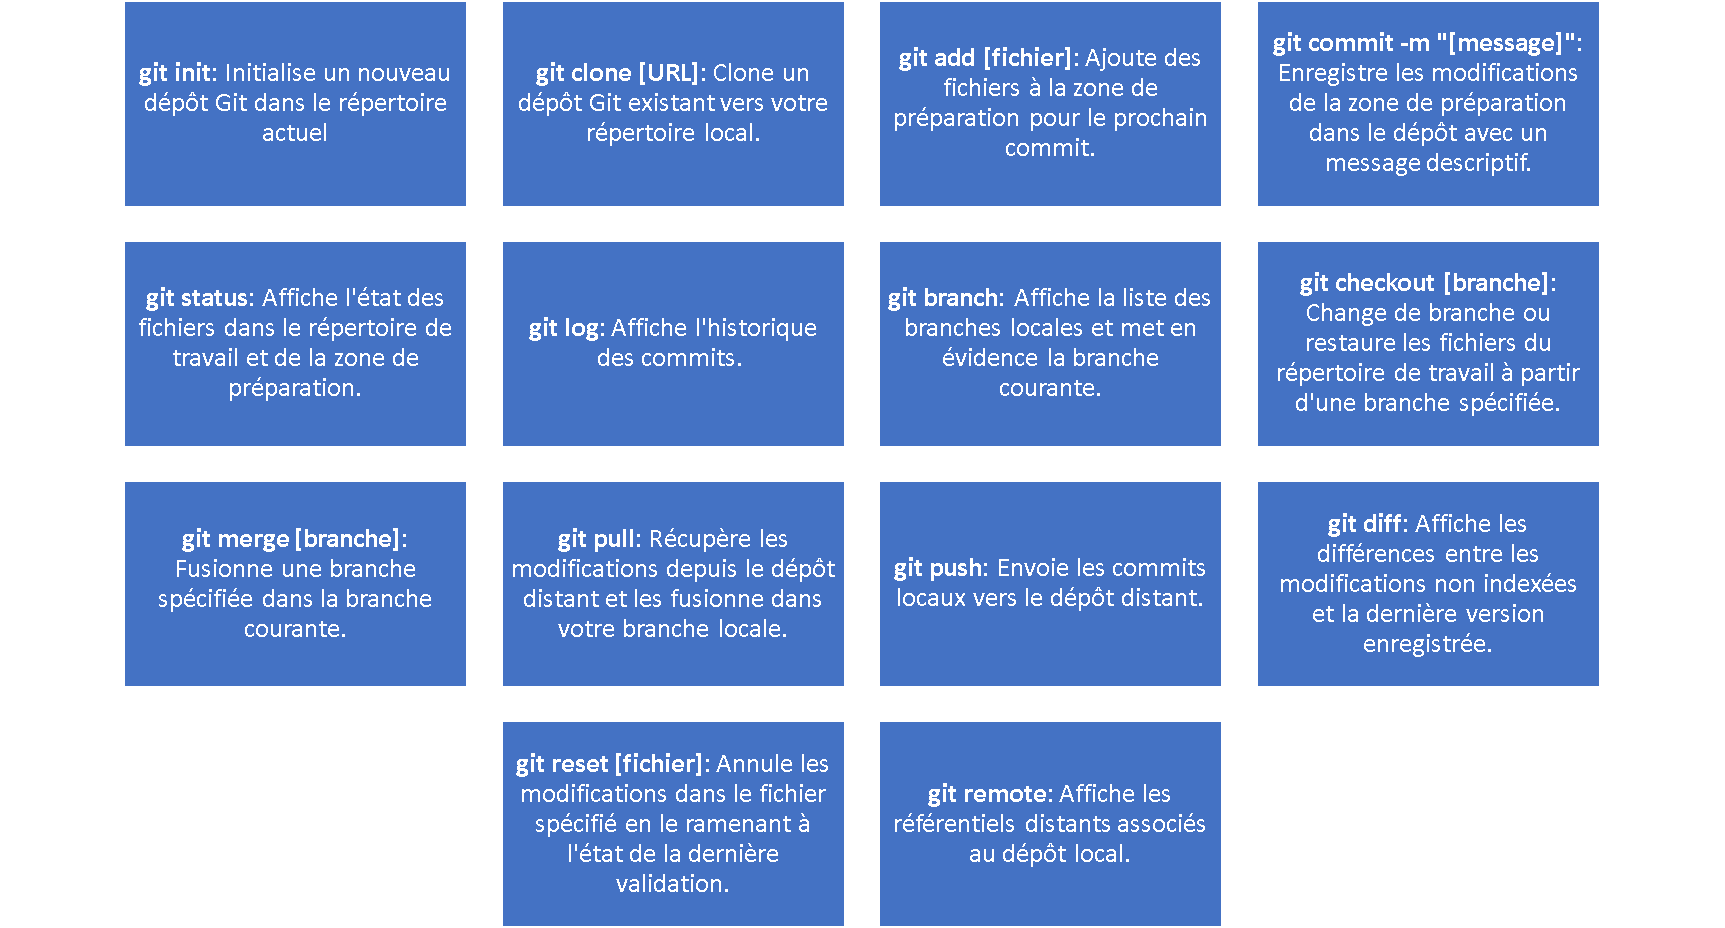 git init: Initialise un nouveau
dépôt Git dans le répertoire
actuel
git clone [URL]: Clone un
dépôt Git existant vers votre
répertoire local.
git add [fichier]: Ajoute des
fichiers à la zone de
préparation pour le prochain
commit.
git commit -m "[message]":
Enregistre les modifications
de la zone de préparation
dans le dépôt avec un
message descriptif.
git status: Affiche l'état des
fichiers dans le répertoire de
travail et de la zone de
préparation.
git log: Affiche l'historique
des commits.
git branch: Affiche la liste des
branches locales et met en
évidence la branche
courante.
git checkout [branche]:
Change de branche ou
restaure les fichiers du
répertoire de travail à partir
d'une branche spécifiée.
git merge [branche]:
Fusionne une branche
spécifiée dans la branche
courante.
git pull: Récupère les
modifications depuis le dépôt
distant et les fusionne dans
votre branche locale.
git push: Envoie les commits
locaux vers le dépôt distant.
git diff: Affiche les
différences entre les
modifications non indexées
et la dernière version
enregistrée.
git reset [fichier]: Annule les
modifications dans le fichier
spécifié en le ramenant à
l'état de la dernière
validation.
git remote: Affiche les
référentiels distants associés
au dépôt local.